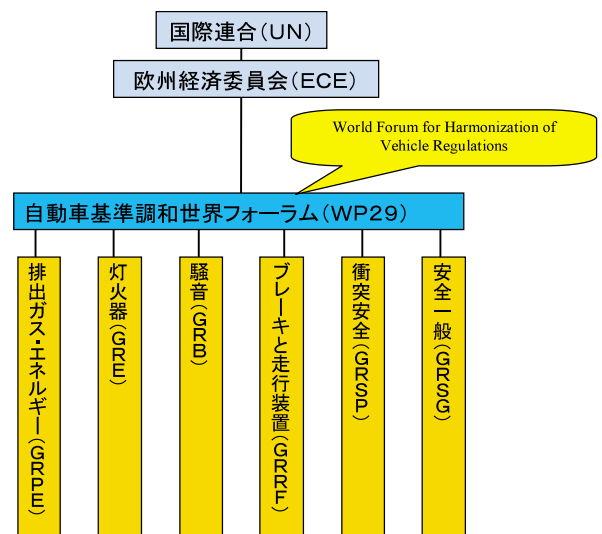 国際連合(UN)
欧州経済委員会(ECE)
World Forum for Harmonization of
Vehicle Regulations
自動車基準調和世界フォーラム(WP29)
排出ガス・エネルギー(GRPE)
灯火器(GRE)
騒音(GRB)
ブレーキと走行装置(GRRF)
衝突安全(GRSP)
安全一般(GRSG)